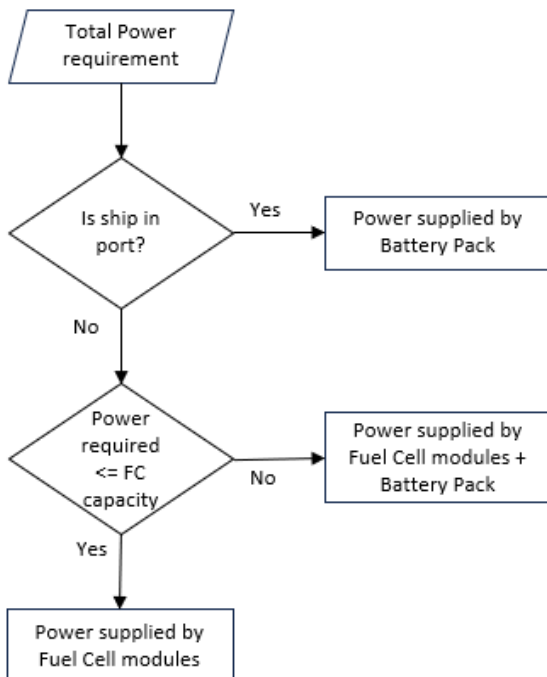 Total Power
requirement
Is ship in
port?
Yes
Power supplied by
Battery Pack
No
Power
required
<= FC
capacity
No
Power supplied by
Fuel Cell modules +
Battery Pack
Yes
Power supplied by
Fuel Cell modules